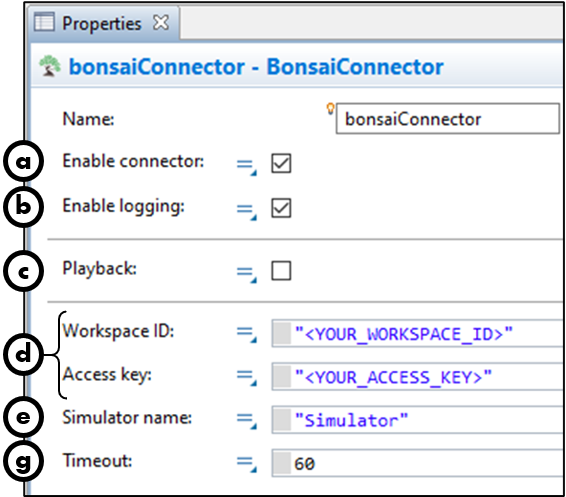 Properties
bonsaiConnector - BonsaiConnector
Name: bonsaiConnector
a Enable connector:
b Enable logging:
c Playback:
d
Workspace ID: "<YOUR_WORKSPACE_ID>"
Access key: "<YOUR_ACCESS_KEY>"
e Simulator name: "Simulator"
g Timeout: 60